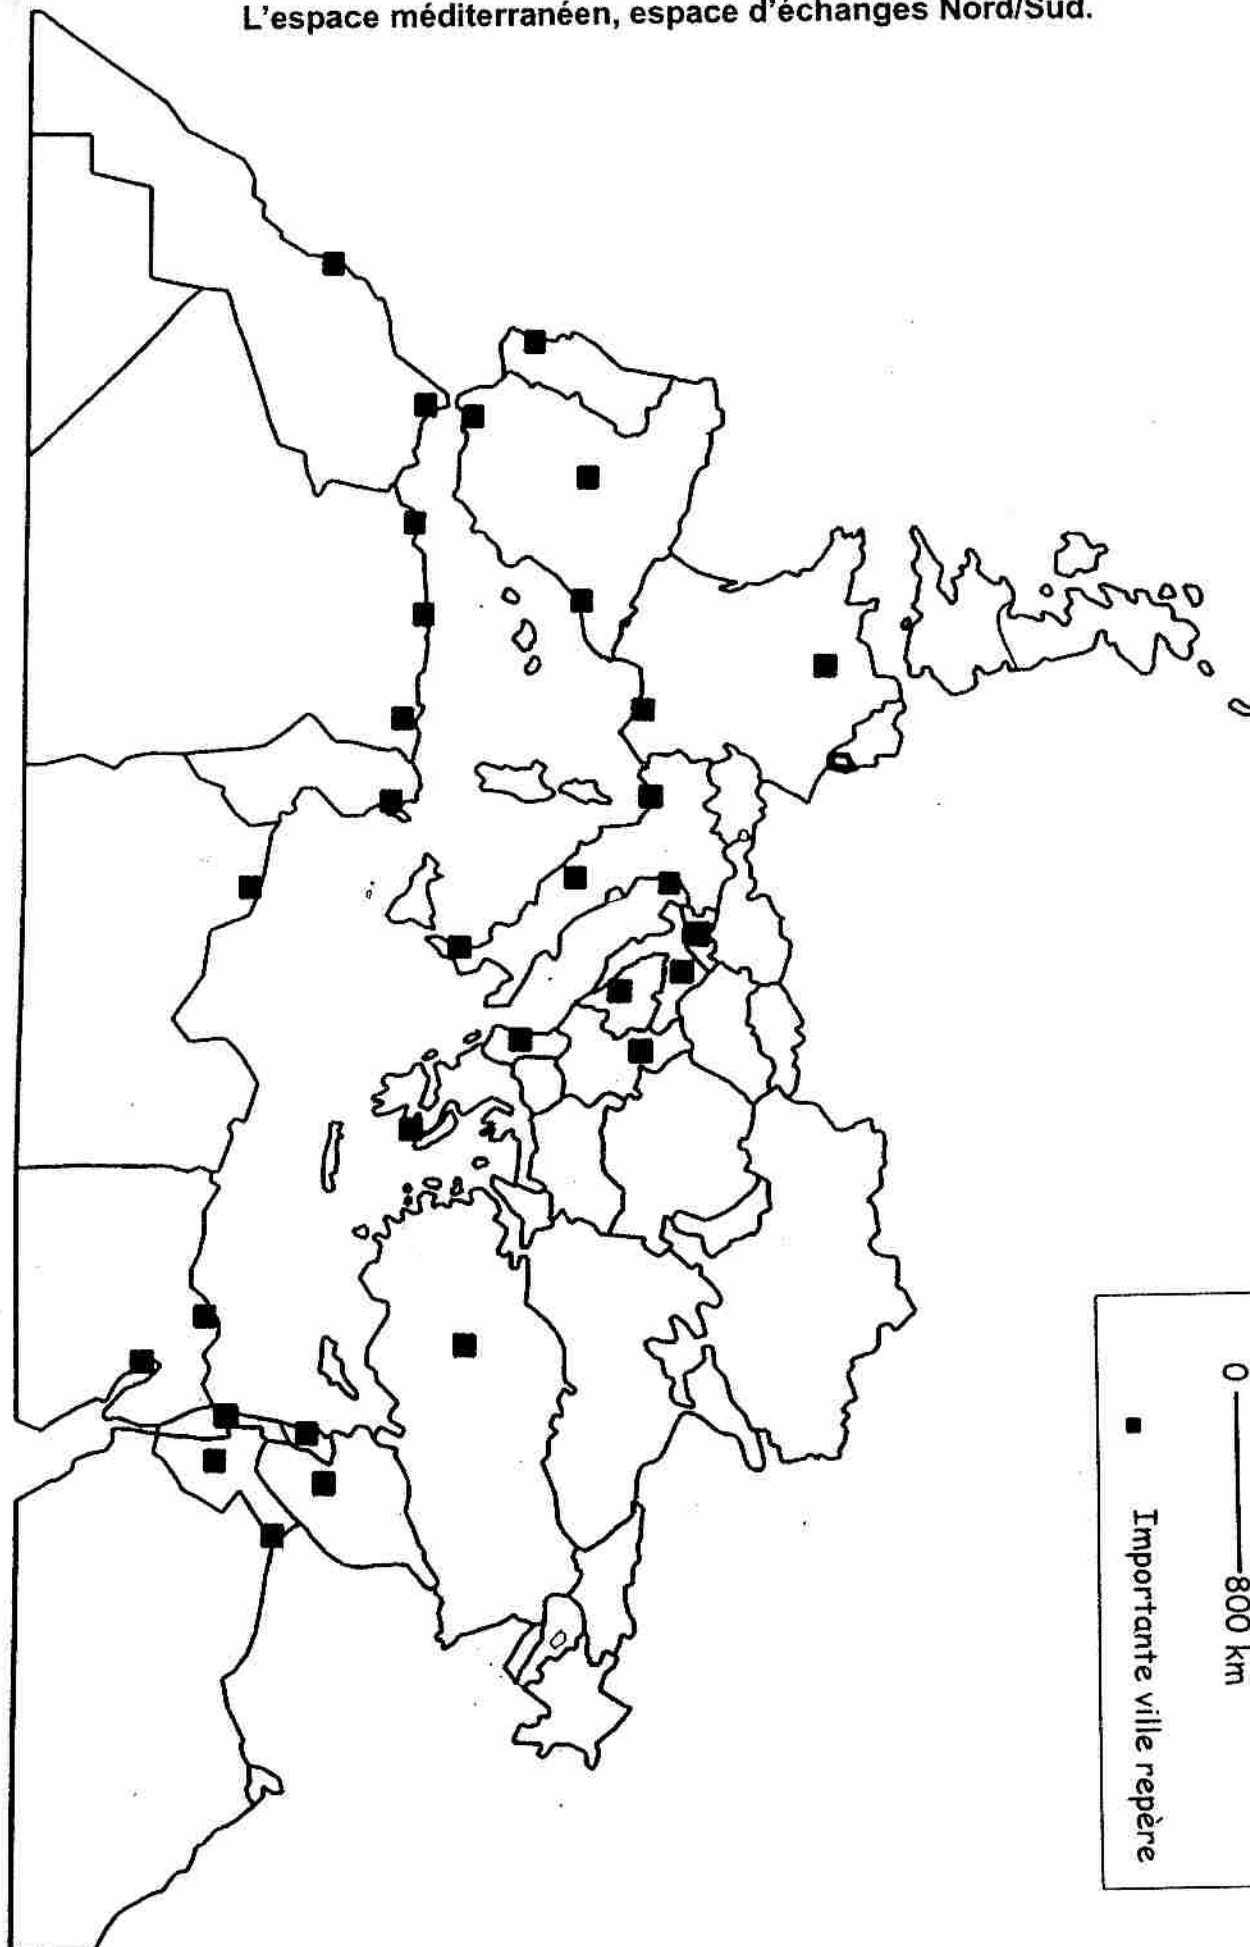 L'espace méditerranéen, espace d'échanges Nord/Sud.
0 800 km
Importante ville repère